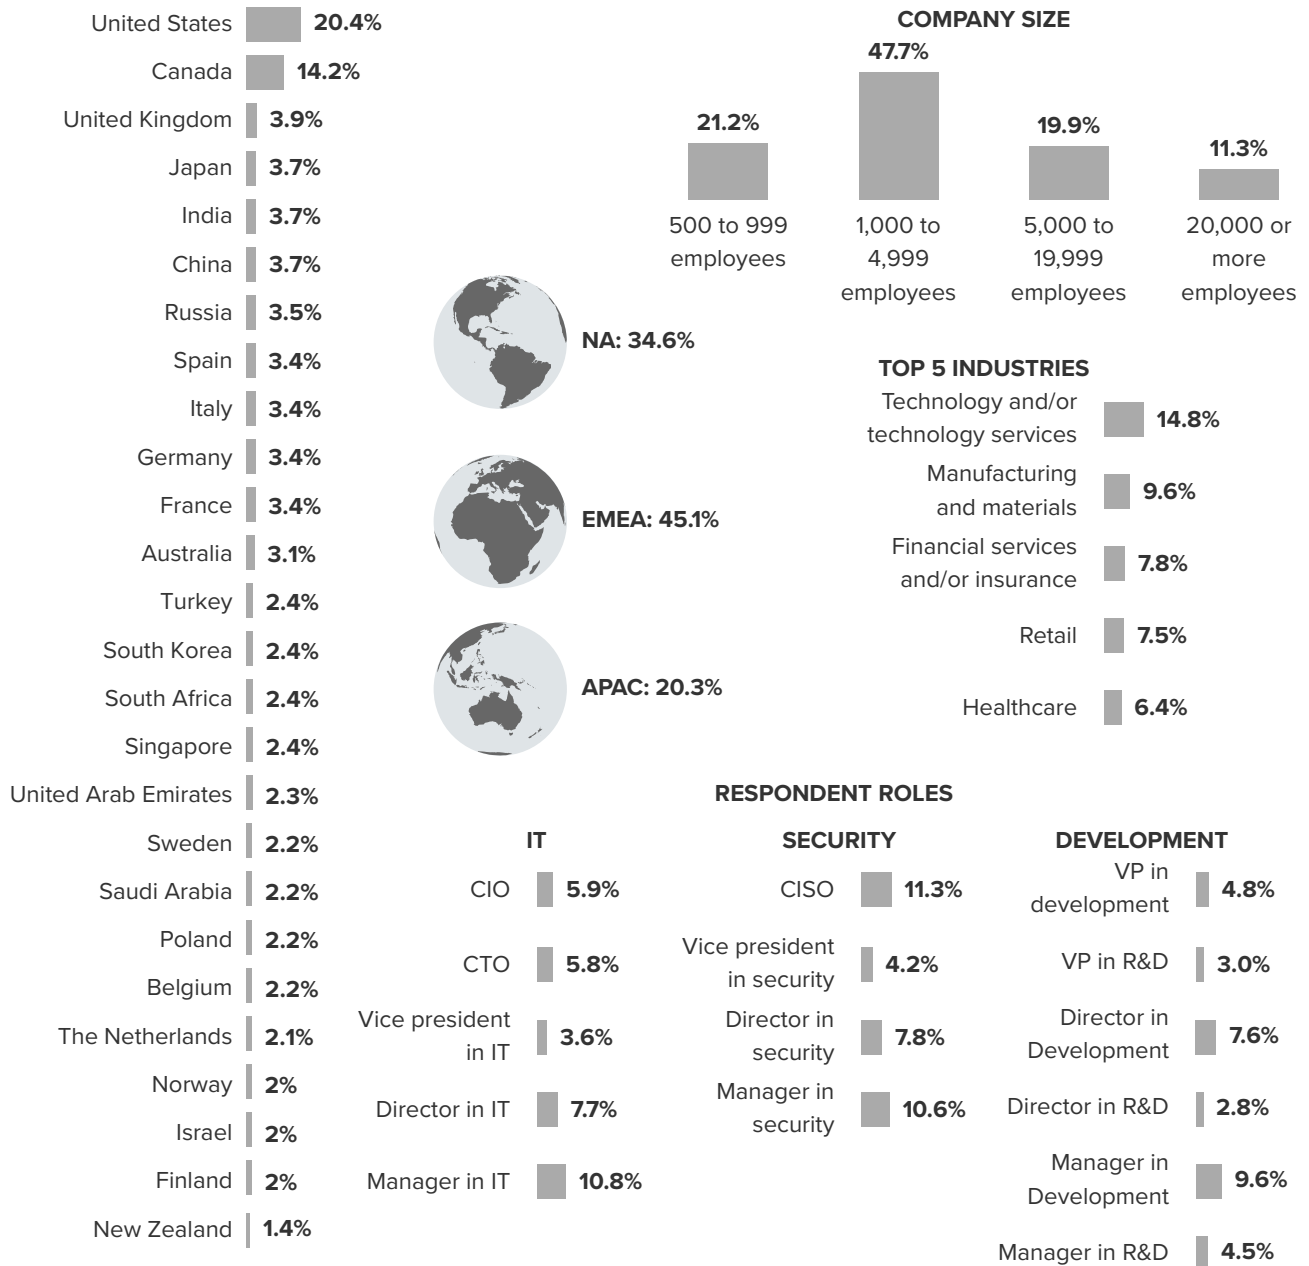 United States 20.4%
Canada 14.2%
United Kingdom 3.9%
Japan 3.7%
India 3.7%
China 3.7%
Russia 3.5%
Spain 3.4%
Italy 3.4%
Germany 3.4%
France 3.4%
Australia 3.1%
Turkey 2.4%
South Korea 2.4%
South Africa 2.4%
Singapore 2.4%
United Arab Emirates 2.3%
Sweden 2.2%
Saudi Arabia 2.2%
Poland 2.2%
Belgium 2.2%
The Netherlands 2.1%
Norway 2%
Israel 2%
Finland 2%
New Zealand 1.4%
NA: 34.6%
EMEA: 45.1%
APAC: 20.3%
COMPANY SIZE
21.2%
500 to 999
employees
47.7%
1,000 to
4,999
employees
19.9%
5,000 to
19,999
employees
11.3%
20,000 or
more
employees
TOP 5 INDUSTRIES
Technology and/or
technology services
14.8%
Manufacturing
and materials
9.6%
Financial services
and/or insurance
7.8%
Retail 7.5%
Healthcare 6.4%
RESPONDENT ROLES
IT
CIO 5.9%
CTO 5.8%
Vice president
in IT
3.6%
Director in IT 7.7%
Manager in IT 10.8%
SECURITY
CISO 11.3%
Vice president
in security
4.2%
Director in
security
7.8%
Manager in
security
10.6%
DEVELOPMENT
VP in
development
4.8%
VP in R&D 3.0%
Director in
Development
7.6%
Director in R&D 2.8%
Manager in
Development
9.6%
Manager in R&D 4.5%